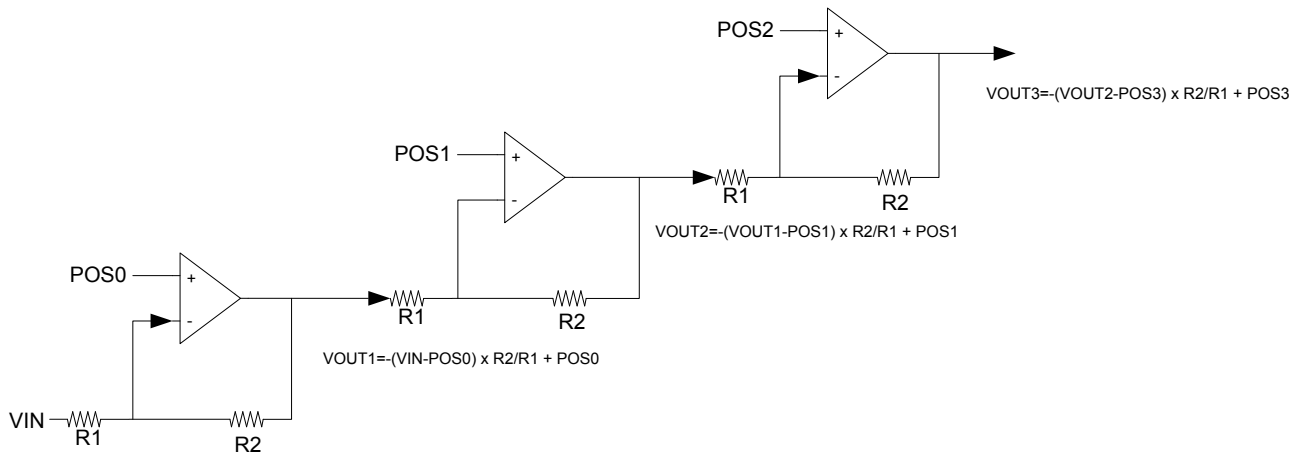 POS2
+
-
VOUT3=-(VOUT2-POS3) x R2/R1 + POS3
POS1
+
-
R1
R2
VOUT2=-(VOUT1-POS1) x R2/R1 + POS1
POS0
+
-
R1
R2
VOUT1=-(VIN-POS0) x R2/R1 + POS0
VIN
R1
R2